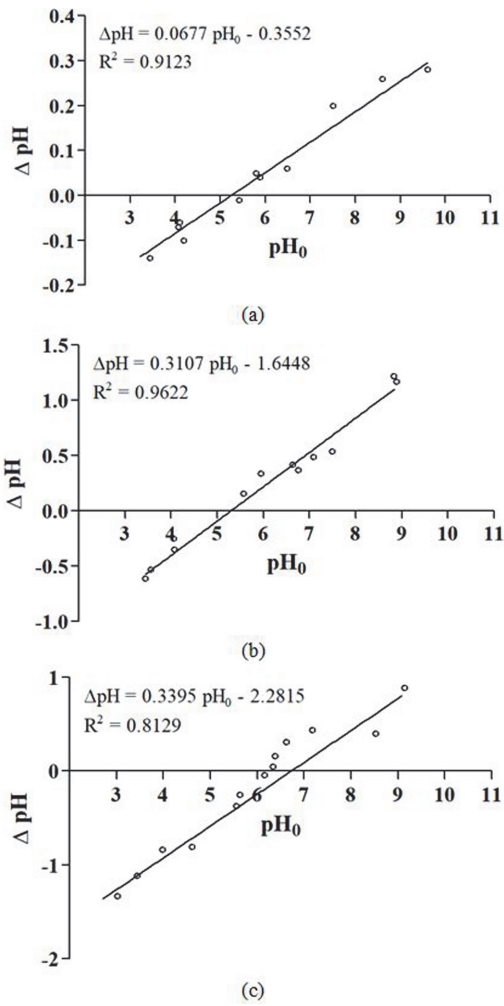 ΔpH = 0.0677 pH₀ - 0.3552
R² = 0.9123
0.4
0.3
0.2
0.1
0.0
-0.1
-0.2
Δ pH
3 4 5 6 7 8 9 10 11
pH₀
(a)
ΔpH = 0.3107 pH₀ - 1.6448
R² = 0.9622
1.5
1.0
0.5
0.0
-0.5
-1.0
Δ pH
3 4 5 6 7 8 9 10 11
pH₀
(b)
ΔpH = 0.3395 pH₀ - 2.2815
R² = 0.8129
1
0
-1
-2
Δ pH
3 4 5 6 7 8 9 10 11
pH₀
(c)